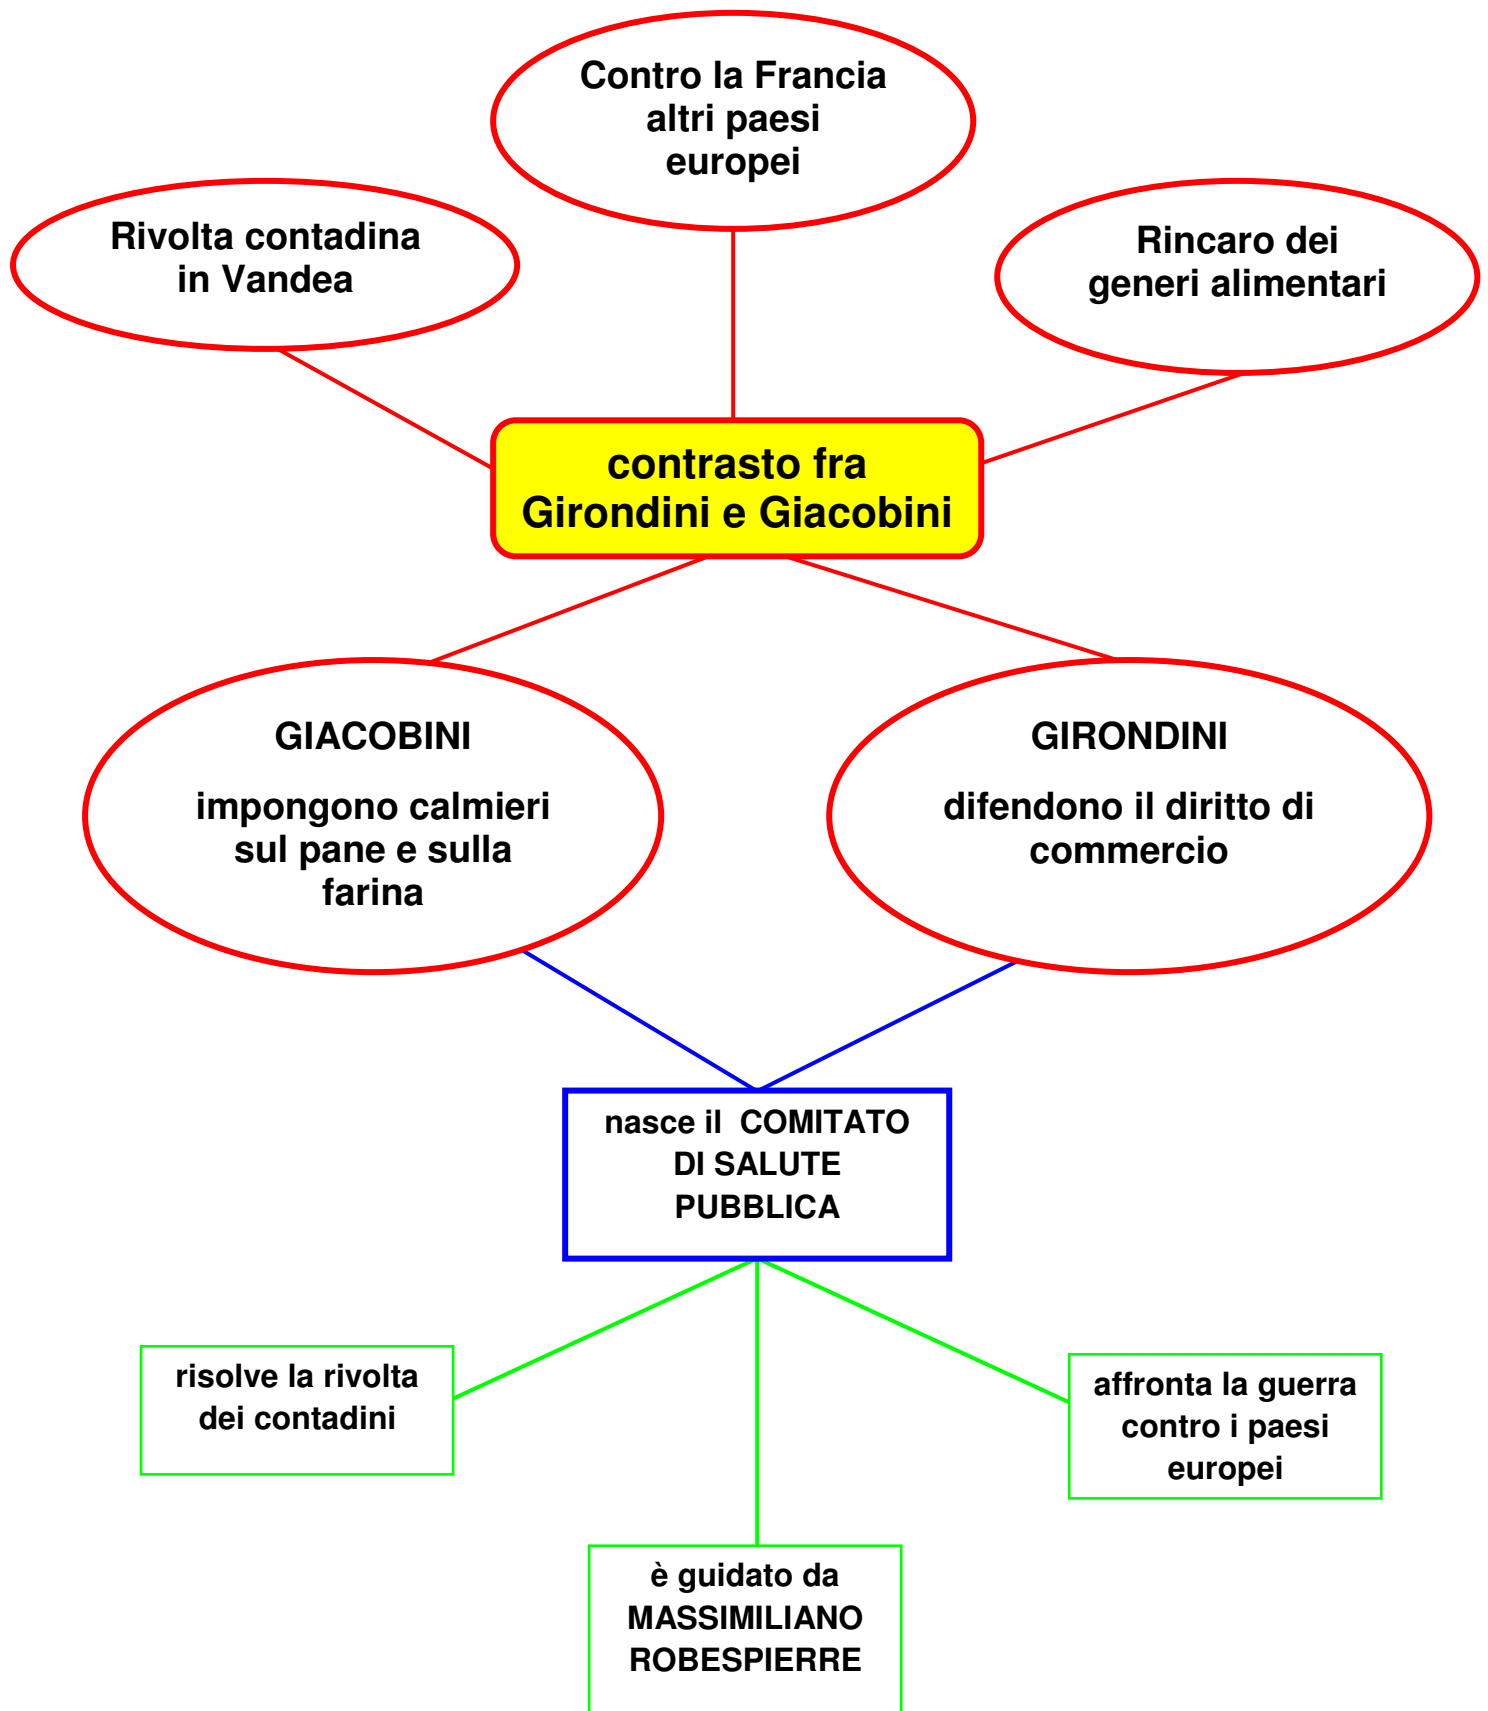 Contro la Francia
altri paesi
europei
Rivolta contadina
in Vandea
Rincaro dei
generi alimentari
contrasto fra
Girondini e Giacobini
GIACOBINI
impongono calmieri
sul pane e sulla
farina
GIRONDINI
difendono il diritto di
commercio
nasce il  COMITATO
DI SALUTE
PUBBLICA
risolve la rivolta
dei contadini
affronta la guerra
contro i paesi
europei
è guidato da
MASSIMILIANO
ROBESPIERRE